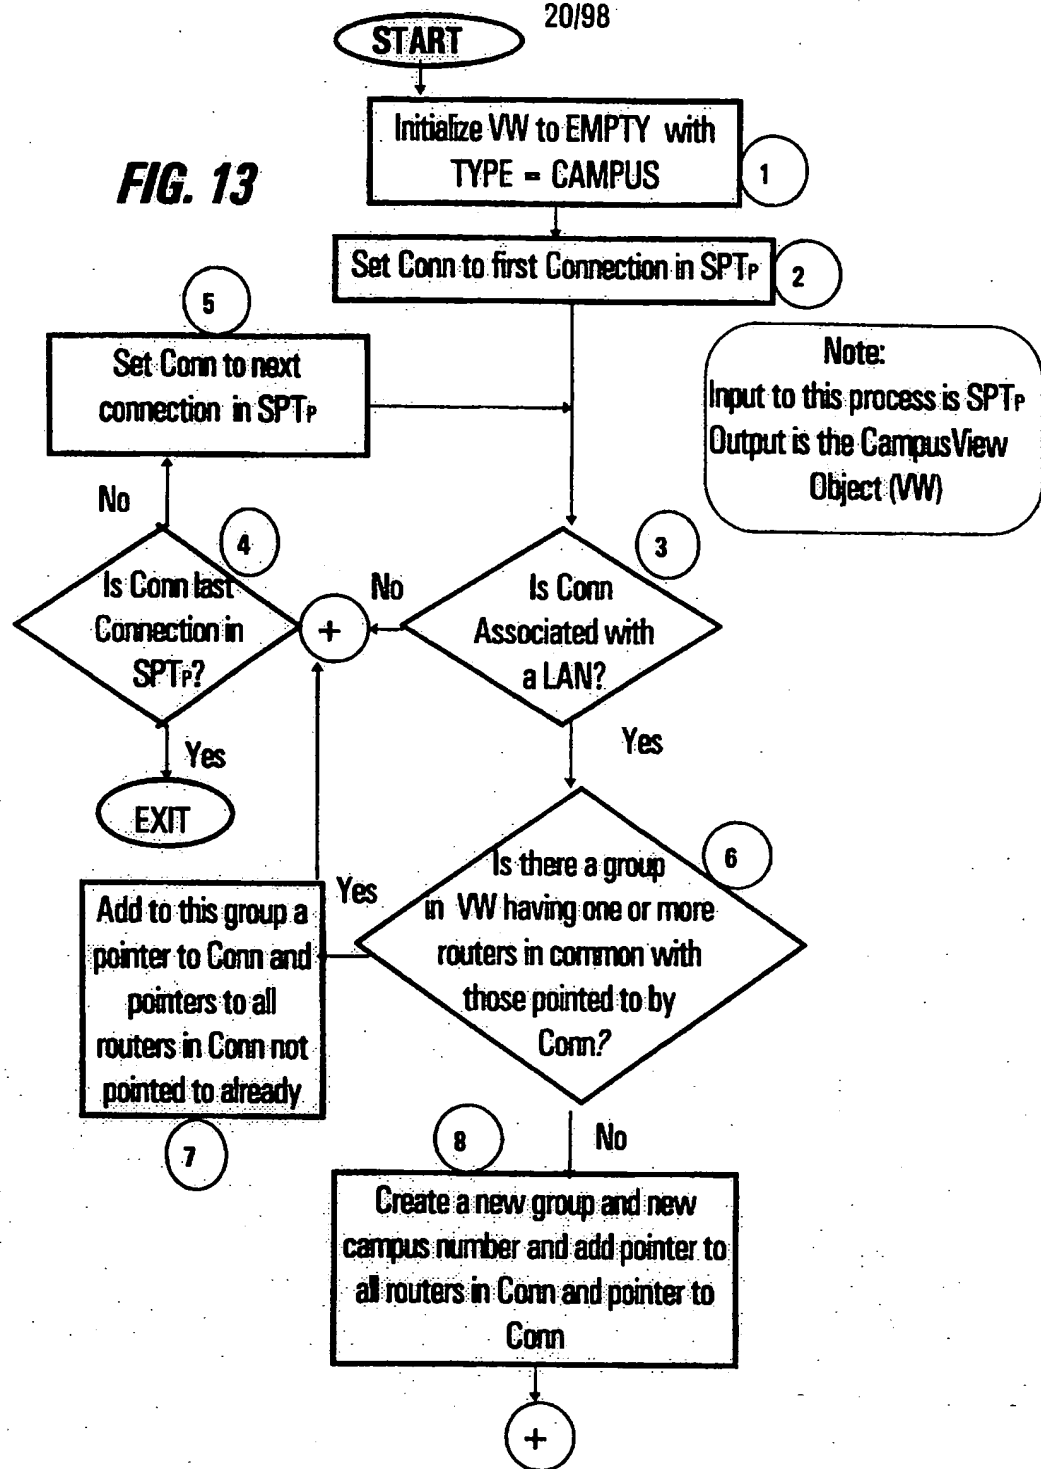 20/98
START
Initialize VW to EMPTY with
TYPE = CAMPUS
1
FIG. 13
Set Conn to first Connection in SPTP
2
5
Set Conn to next
connection in SPTP
Note:
Input to this process is SPTP
Output is the CampusView
Object (VW)
No
4
Is Conn last
Connection in
SPTP?
+
No
3
Is Conn
Associated with
a LAN?
Yes
EXIT
Yes
6
Is there a group
in VW having one or more
routers in common with
those pointed to by
Conn?
Yes
Add to this group a
pointer to Conn and
pointers to all
routers in Conn not
pointed to already
7
No
8
Create a new group and new
campus number and add pointer to
all routers in Conn and pointer to
Conn
+